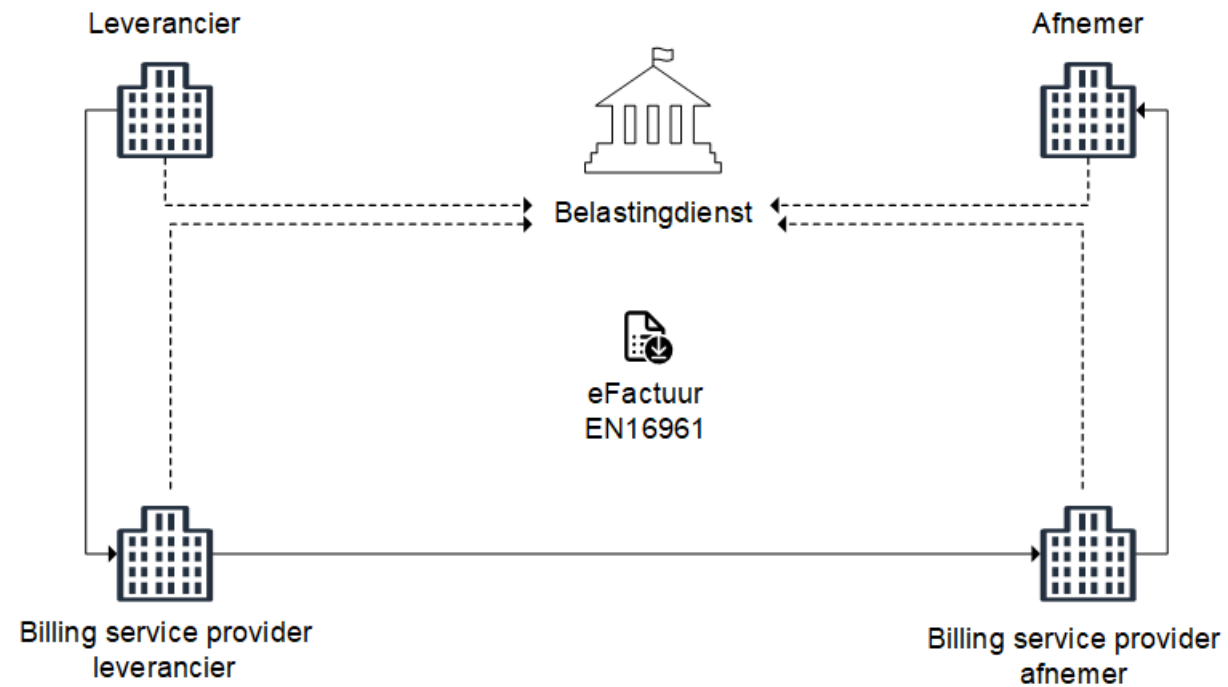 Leverancier
Afnemer
Belastingdienst
eFactuur
EN16961
Billing service provider
leverancier
Billing service provider
afnemer